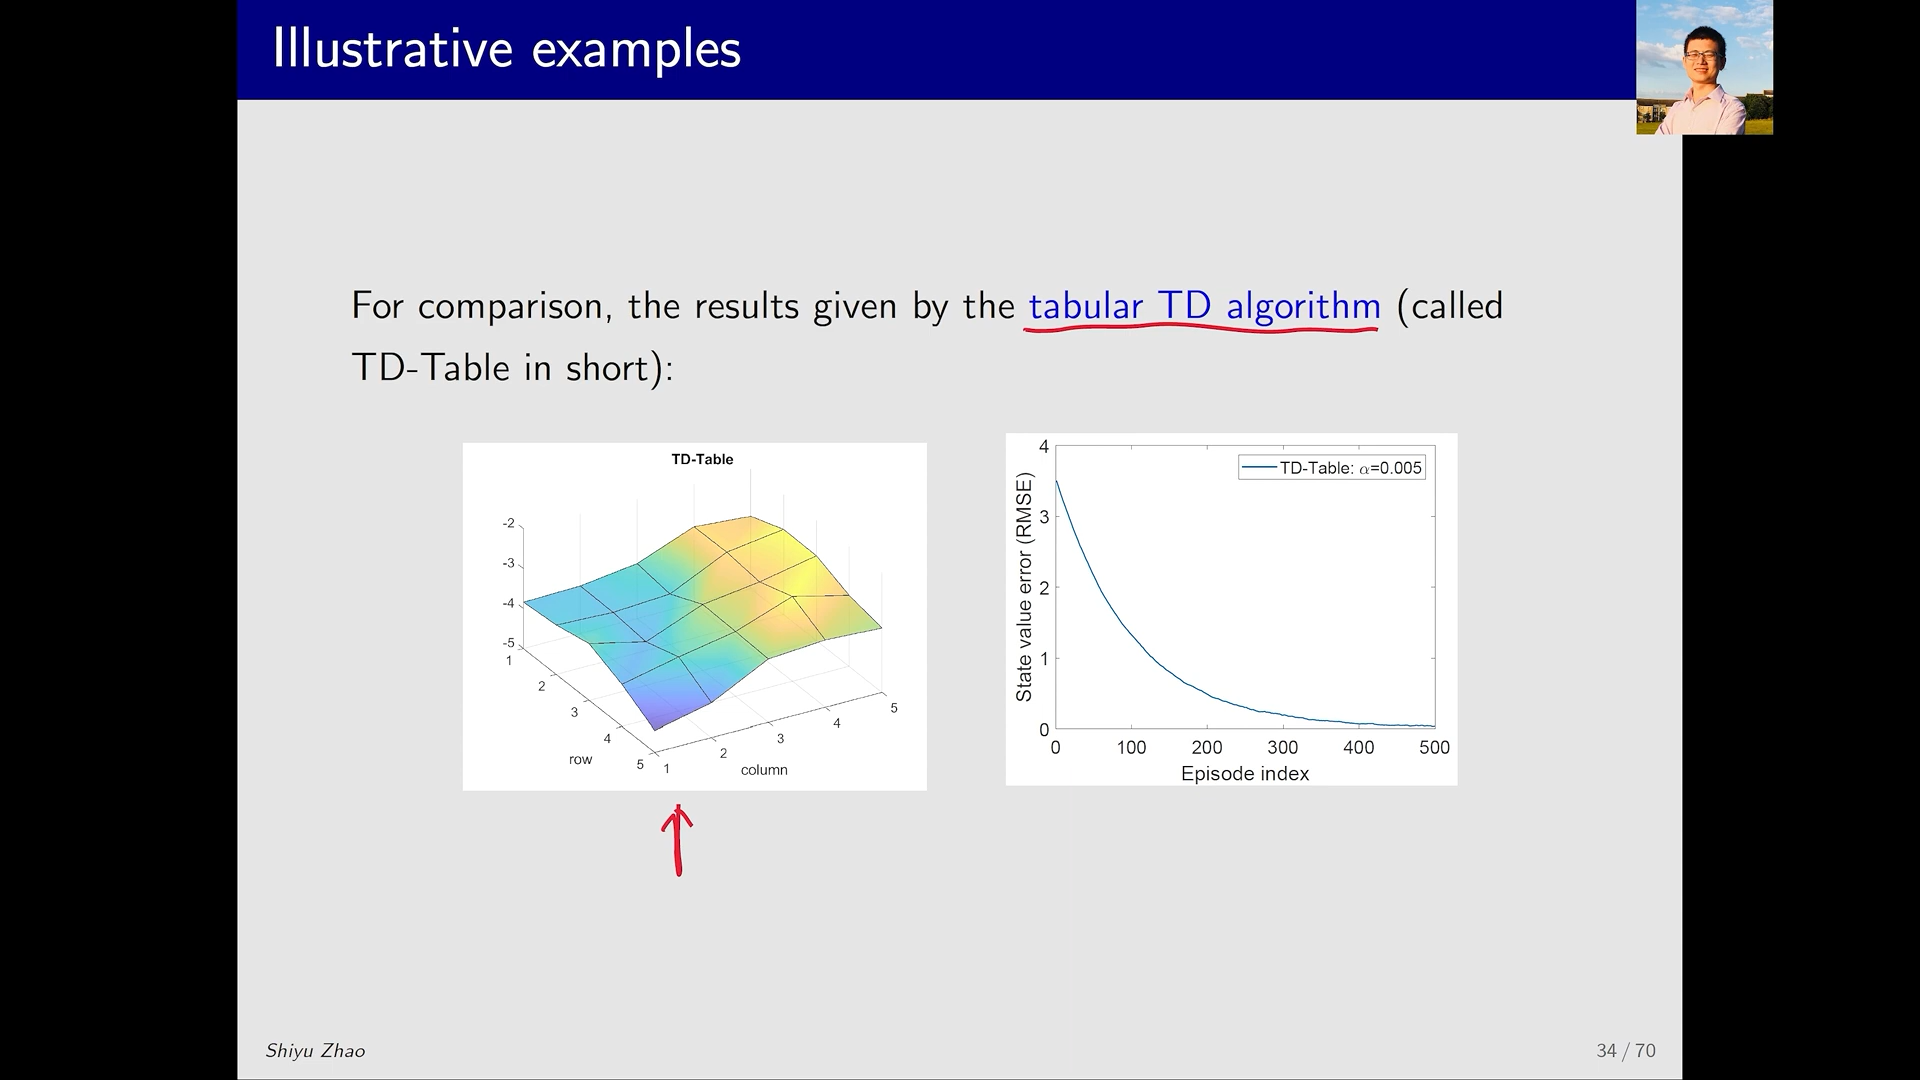 Illustrative examples
For comparison, the results given by the tabular TD algorithm (called
TD-Table in short):
TD-Table
-2
-3
-4
-5
1
2
3
4
5
row
1
2
3
4
5
column
4
3
2
1
0
State value error (RMSE)
TD-Table: α=0.005
0 100 200 300 400 500
Episode index
Shiyu Zhao
34 / 70